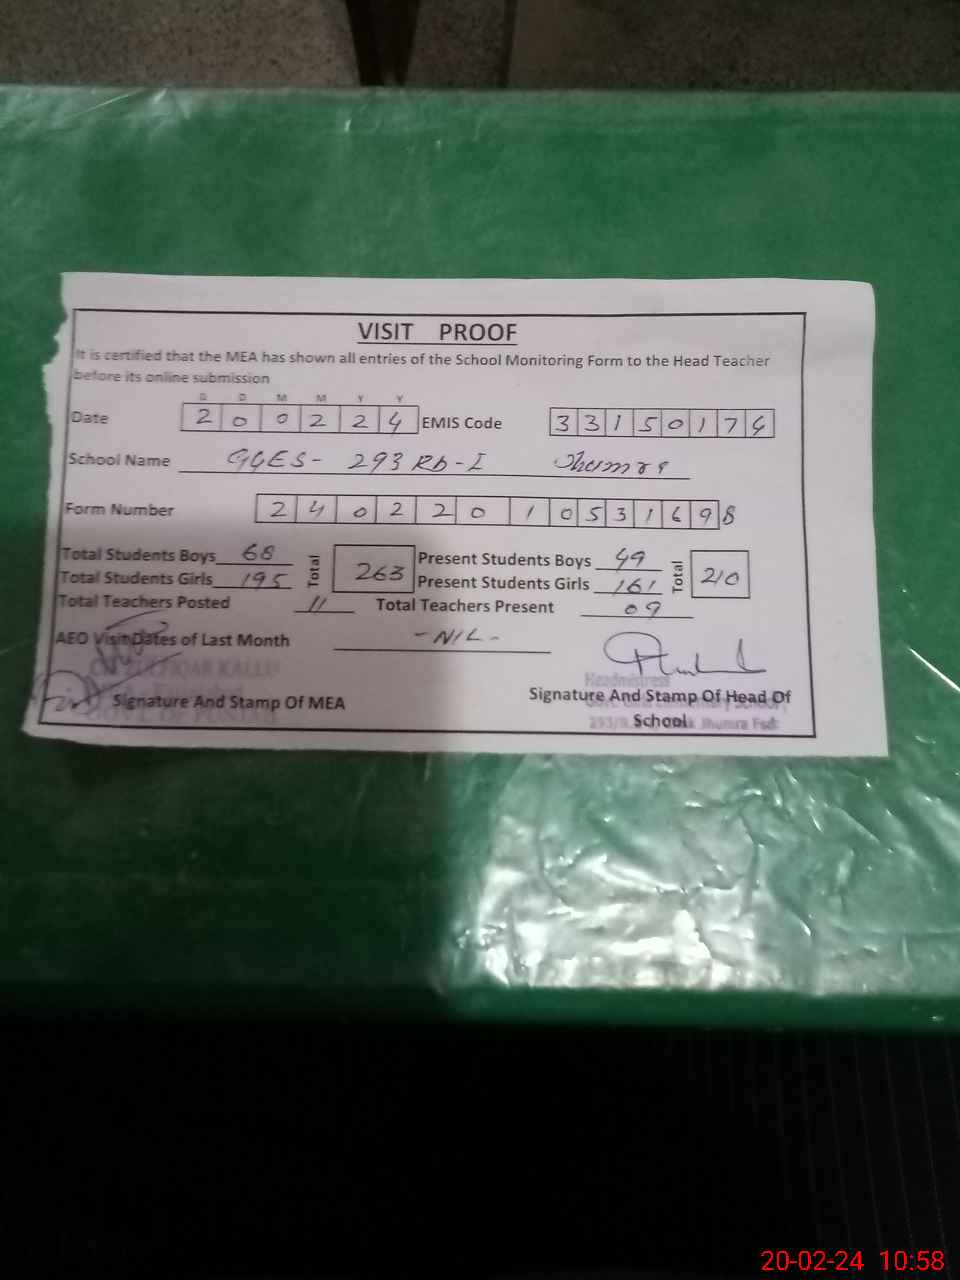 VISIT PROOF
It is certified that the MEA has shown all entries of the School Monitoring Form to the Head Teacher
before its online submission
D D M M Y Y
Date 2 0 0 2 2 4 EMIS Code 3 3 1 5 0 1 7 4
School Name GGES- 293 RB-I Jhumra
Form Number 2 4 0 2 2 0 1 0 5 3 1 6 9 B
Total Students Boys 68 Total 263 Present Students Boys 49 Total 210
Total Students Girls 195 Present Students Girls 161
Total Teachers Posted 11 Total Teachers Present 09
AEO Visit Dates of Last Month -NIL-
Headmistress
Signature And Stamp Of MEA Signature And Stamp Of Head Of
School
Jhumra Fsd:
20-02-24 10:58